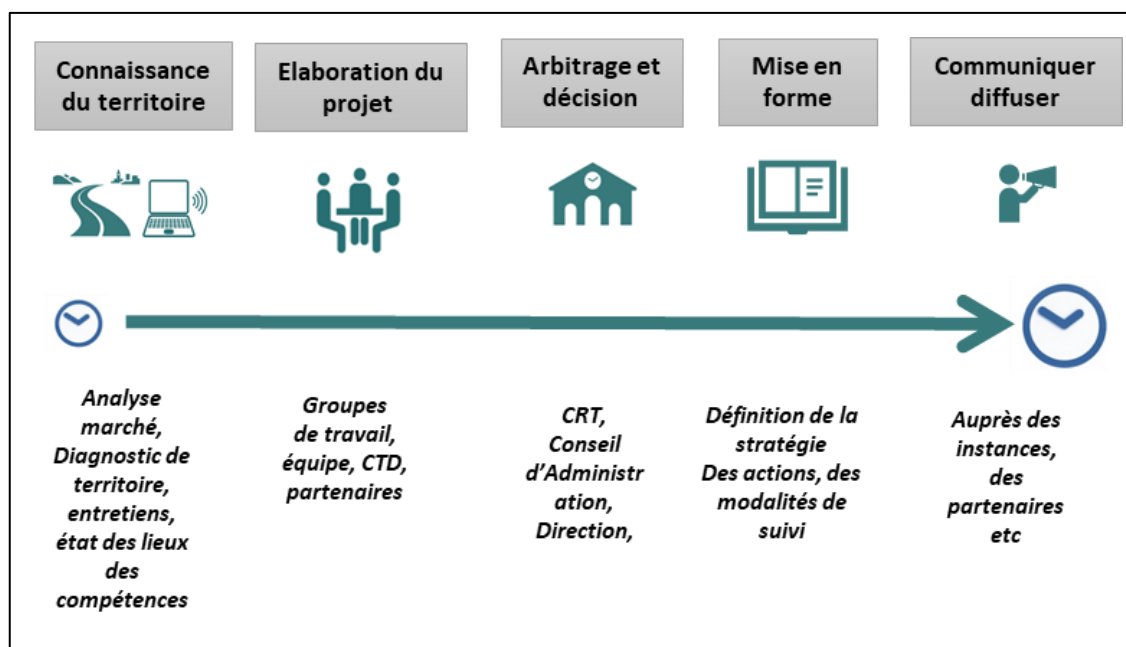 Connaissance
du territoire
Elaboration du
projet
Arbitrage et
décision
Mise en
forme
Communiquer
diffuser
Analyse
marché,
Diagnostic de
territoire,
entretiens,
état des lieux
des
compétences
Groupes
de travail,
équipe, CTD,
partenaires
CRT,
Conseil
d'Administr
ation,
Direction,
Définition de la
stratégie
Des actions, des
modalités de
suivi
Auprès des
instances,
des
partenaires
etc